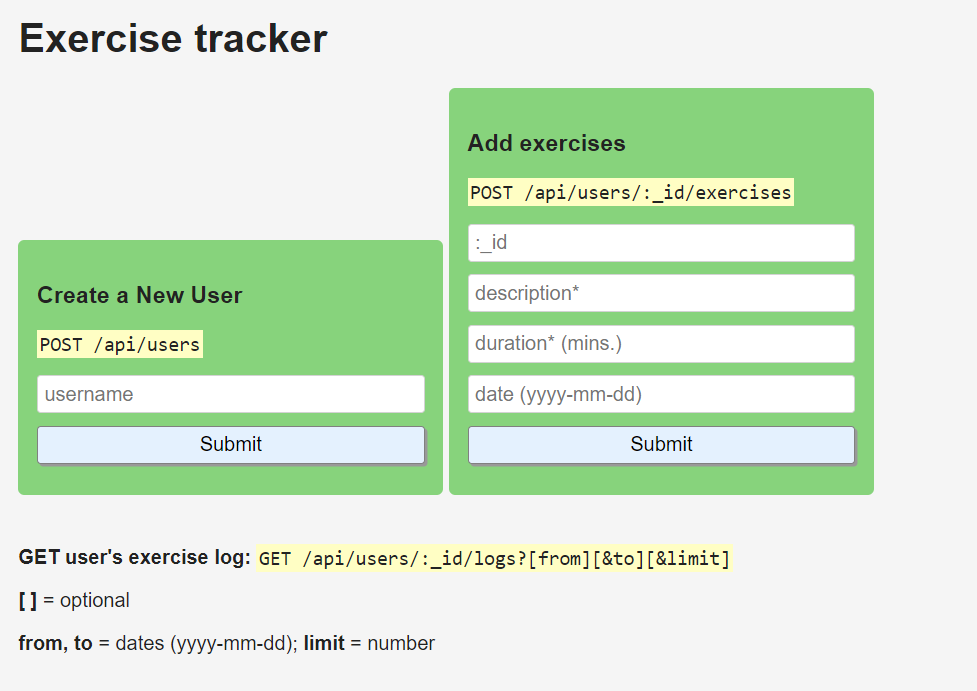 Exercise tracker
Create a New User
POST /api/users
username
Submit
Add exercises
POST /api/users/:_id/exercises
:_id
description*
duration* (mins.)
date (yyyy-mm-dd)
Submit
GET user's exercise log: GET /api/users/:_id/logs?[from][&to][&limit]
[ ] = optional
from, to = dates (yyyy-mm-dd); limit = number